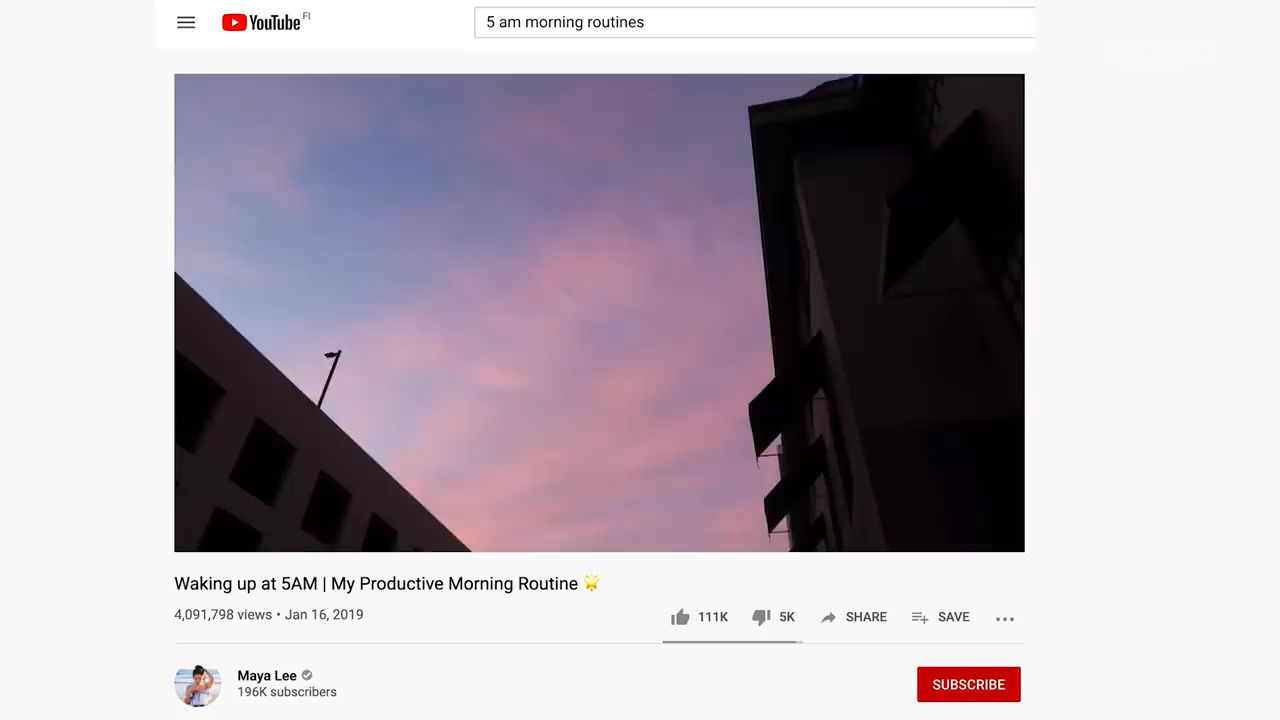 YouTube FI
5 am morning routines
Waking up at 5AM | My Productive Morning Routine
4,091,798 views • Jan 16, 2019
111K
5K
SHARE
SAVE
Maya Lee
196K subscribers
SUBSCRIBE